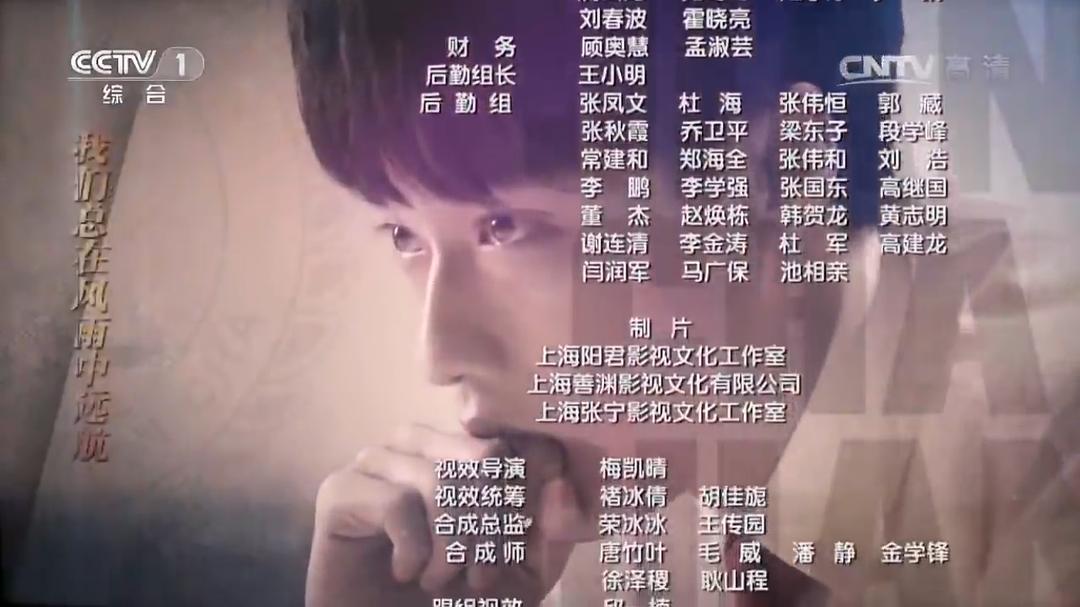 刘春波 霍晓亮
财 务 顾奥慧 孟淑芸
后勤组长 王小明
后勤组 张凤文 杜 海 张伟恒 郭 藏
张秋霞 乔卫平 梁东子 段学峰
常建和 郑海全 张伟和 刘 浩
李 鹏 李学强 张国东 高继国
董 杰 赵焕栋 韩贺龙 黄志明
谢连清 李金涛 杜 军 高建龙
闫润军 马广保 池相亲
制 片
上海阳君影视文化工作室
上海善渊影视文化有限公司
上海张宁影视文化工作室
视效导演 梅凯晴
视效统筹 褚冰倩 胡佳旎
合成总监 荣冰冰 王传园
合成师 唐竹叶 毛 威 潘 静 金学锋
徐泽稷 耿山程
CCTV 1
综合
CNTV 高清
我们总在风雨中远航